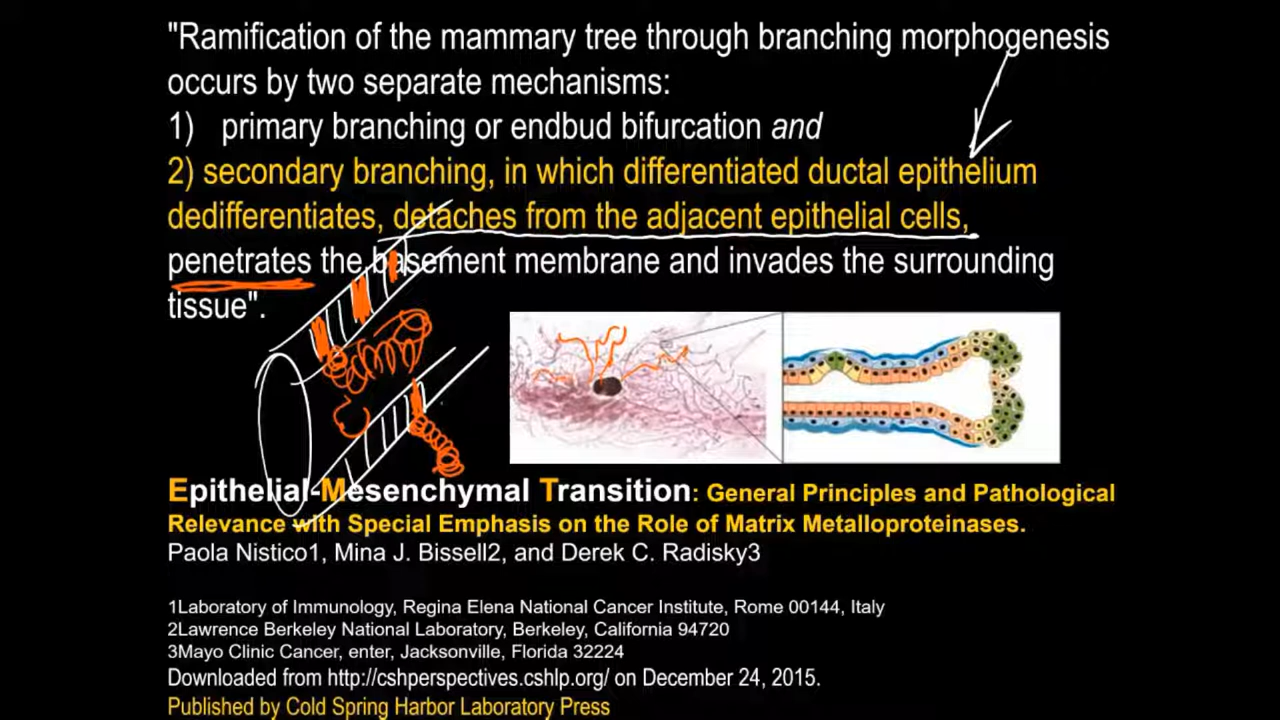 "Ramification of the mammary tree through branching morphogenesis
occurs by two separate mechanisms:
1) primary branching or endbud bifurcation and
2) secondary branching, in which differentiated ductal epithelium
dedifferentiates, detaches from the adjacent epithelial cells,
penetrates the basement membrane and invades the surrounding
tissue".
Epithelial-Mesenchymal Transition: General Principles and Pathological
Relevance with Special Emphasis on the Role of Matrix Metalloproteinases.
Paola Nistico1, Mina J. Bissell2, and Derek C. Radisky3
1Laboratory of Immunology, Regina Elena National Cancer Institute, Rome 00144, Italy
2Lawrence Berkeley National Laboratory, Berkeley, California 94720
3Mayo Clinic Cancer, enter, Jacksonville, Florida 32224
Downloaded from http://cshperspectives.cshlp.org/ on December 24, 2015.
Published by Cold Spring Harbor Laboratory Press